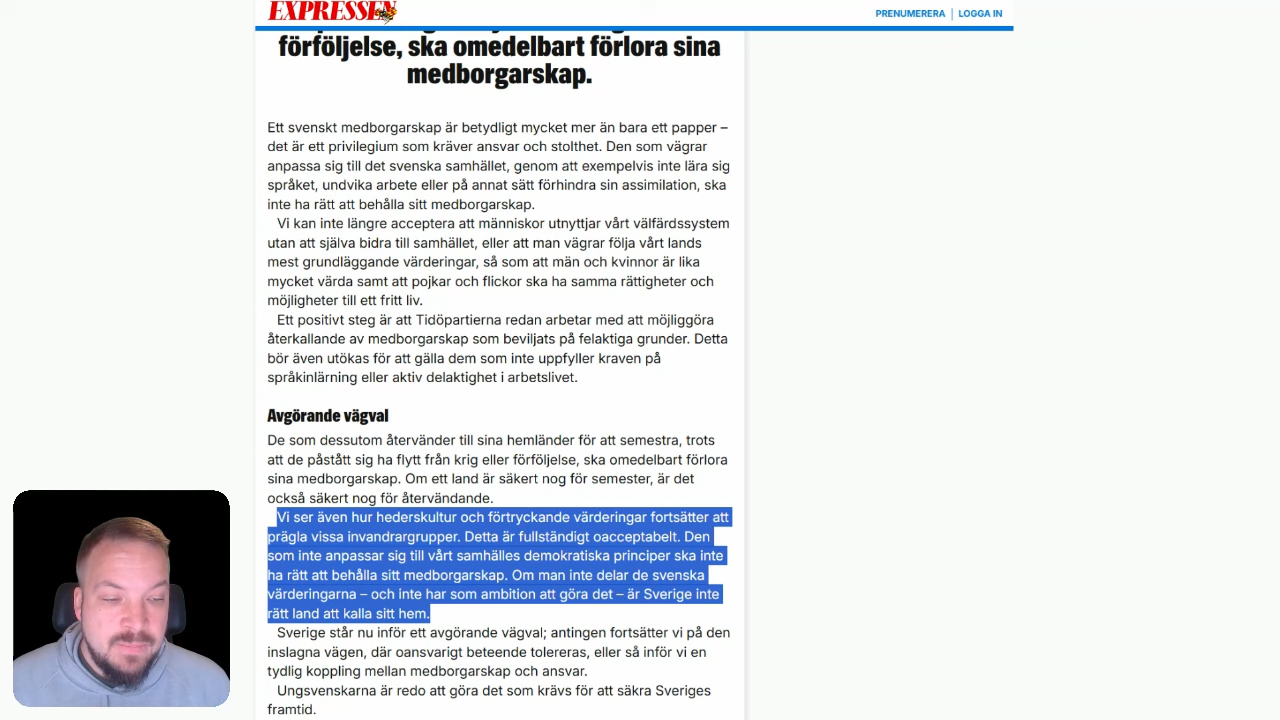 EXPRESSEN
PRENUMERERA | LOGGA IN
förföljelse, ska omedelbart förlora sina
medborgarskap.
Ett svenskt medborgarskap är betydligt mycket mer än bara ett papper –
det är ett privilegium som kräver ansvar och stolthet. Den som vägrar
anpassa sig till det svenska samhället, genom att exempelvis inte lära sig
språket, undvika arbete eller på annat sätt förhindra sin assimilation, ska
inte ha rätt att behålla sitt medborgarskap.
Vi kan inte längre acceptera att människor utnyttjar vårt välfärdssystem
utan att själva bidra till samhället, eller att man vägrar följa vårt lands
mest grundläggande värderingar, så som att män och kvinnor är lika
mycket värda samt att pojkar och flickor ska ha samma rättigheter och
möjligheter till ett fritt liv.
Ett positivt steg är att Tidöpartierna redan arbetar med att möjliggöra
återkallande av medborgarskap som beviljats på felaktiga grunder. Detta
bör även utökas för att gälla dem som inte uppfyller kraven på
språkinlärning eller aktiv delaktighet i arbetslivet.
Avgörande vägval
De som dessutom återvänder till sina hemländer för att semestra, trots
att de påstått sig ha flytt från krig eller förföljelse, ska omedelbart förlora
sina medborgarskap. Om ett land är säkert nog för semester, är det
också säkert nog för återvändande.
Vi ser även hur hederskultur och förtryckande värderingar fortsätter att
prägla vissa invandrargrupper. Detta är fullständigt oacceptabelt. Den
som inte anpassar sig till vårt samhälles demokratiska principer ska inte
ha rätt att behålla sitt medborgarskap. Om man inte delar de svenska
värderingarna – och inte har som ambition att göra det – är Sverige inte
rätt land att kalla sitt hem.
Sverige står nu inför ett avgörande vägval; antingen fortsätter vi på den
inslagna vägen, där oansvarigt beteende tolereras, eller så inför vi en
tydlig koppling mellan medborgarskap och ansvar.
Ungsvenskarna är redo att göra det som krävs för att säkra Sveriges
framtid.